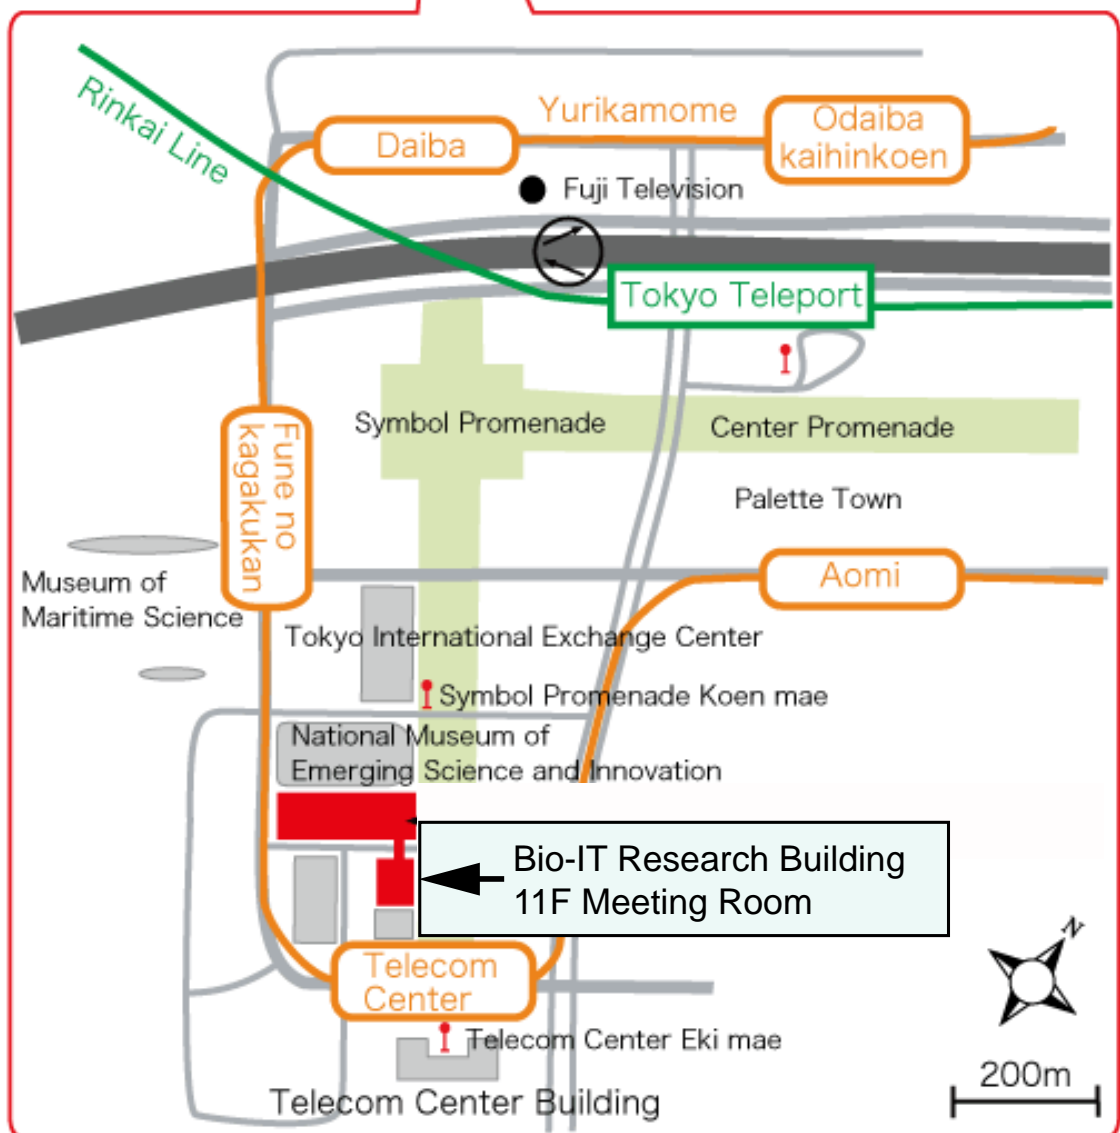 Rinkai Line
Yurikamome
Daiba
Odaiba
kaihinkoen
Fuji Television
Tokyo Teleport
Symbol Promenade
Center Promenade
Fune no
kagakukan
Palette Town
Museum of
Maritime Science
Aomi
Tokyo International Exchange Center
Symbol Promenade Koen mae
National Museum of
Emerging Science and Innovation
Bio-IT Research Building
11F Meeting Room
N
Telecom
Center
Telecom Center Eki mae
200m
Telecom Center Building